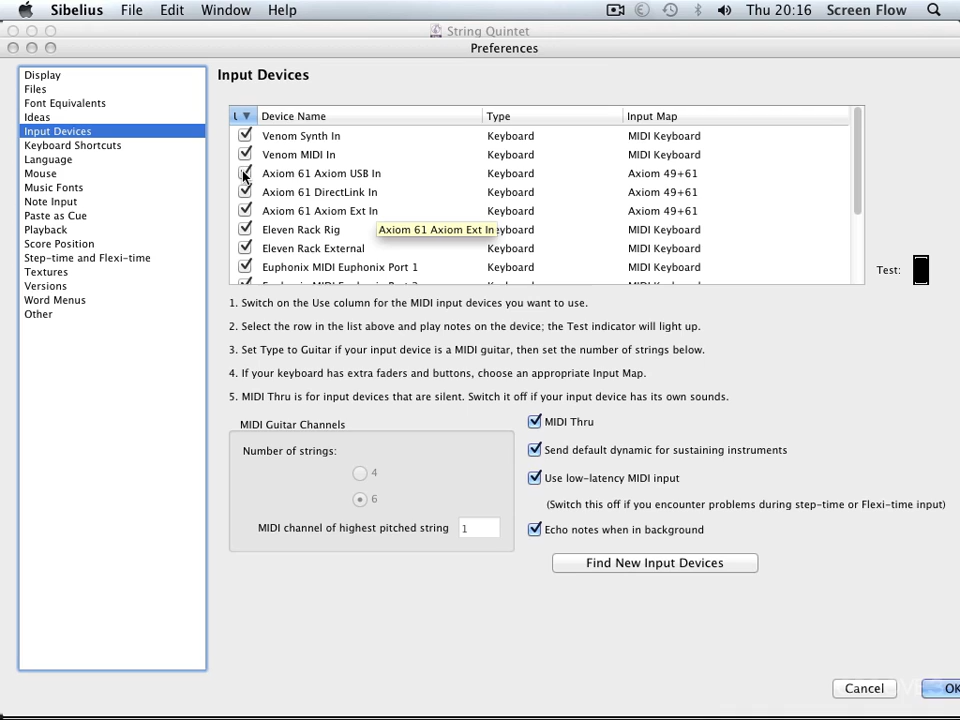 Sibelius File Edit Window Help Thu 20:16 Screen Flow
String Quintet
Preferences
Display
Files
Font Equivalents
Ideas
Input Devices
Keyboard Shortcuts
Language
Mouse
Music Fonts
Note Input
Paste as Cue
Playback
Score Position
Step-time and Flexi-time
Textures
Versions
Word Menus
Other
Input Devices
Device Name Type Input Map
Venom Synth In Keyboard MIDI Keyboard
Venom MIDI In Keyboard MIDI Keyboard
Axiom 61 Axiom USB In Keyboard Axiom 49+61
Axiom 61 DirectLink In Keyboard Axiom 49+61
Axiom 61 Axiom Ext In Keyboard Axiom 49+61
Eleven Rack Rig Axiom 61 Axiom Ext In eyboard MIDI Keyboard
Eleven Rack External Keyboard MIDI Keyboard
Euphonix MIDI Euphonix Port 1 Keyboard MIDI Keyboard
Test:
1. Switch on the Use column for the MIDI input devices you want to use.
2. Select the row in the list above and play notes on the device; the Test indicator will light up.
3. Set Type to Guitar if your input device is a MIDI guitar, then set the number of strings below.
4. If your keyboard has extra faders and buttons, choose an appropriate Input Map.
5. MIDI Thru is for input devices that are silent. Switch it off if your input device has its own sounds.
MIDI Guitar Channels
Number of strings:
4
6
MIDI channel of highest pitched string 1
MIDI Thru
Send default dynamic for sustaining instruments
Use low-latency MIDI input
(Switch this off if you encounter problems during step-time or Flexi-time input)
Echo notes when in background
Find New Input Devices
Cancel OK